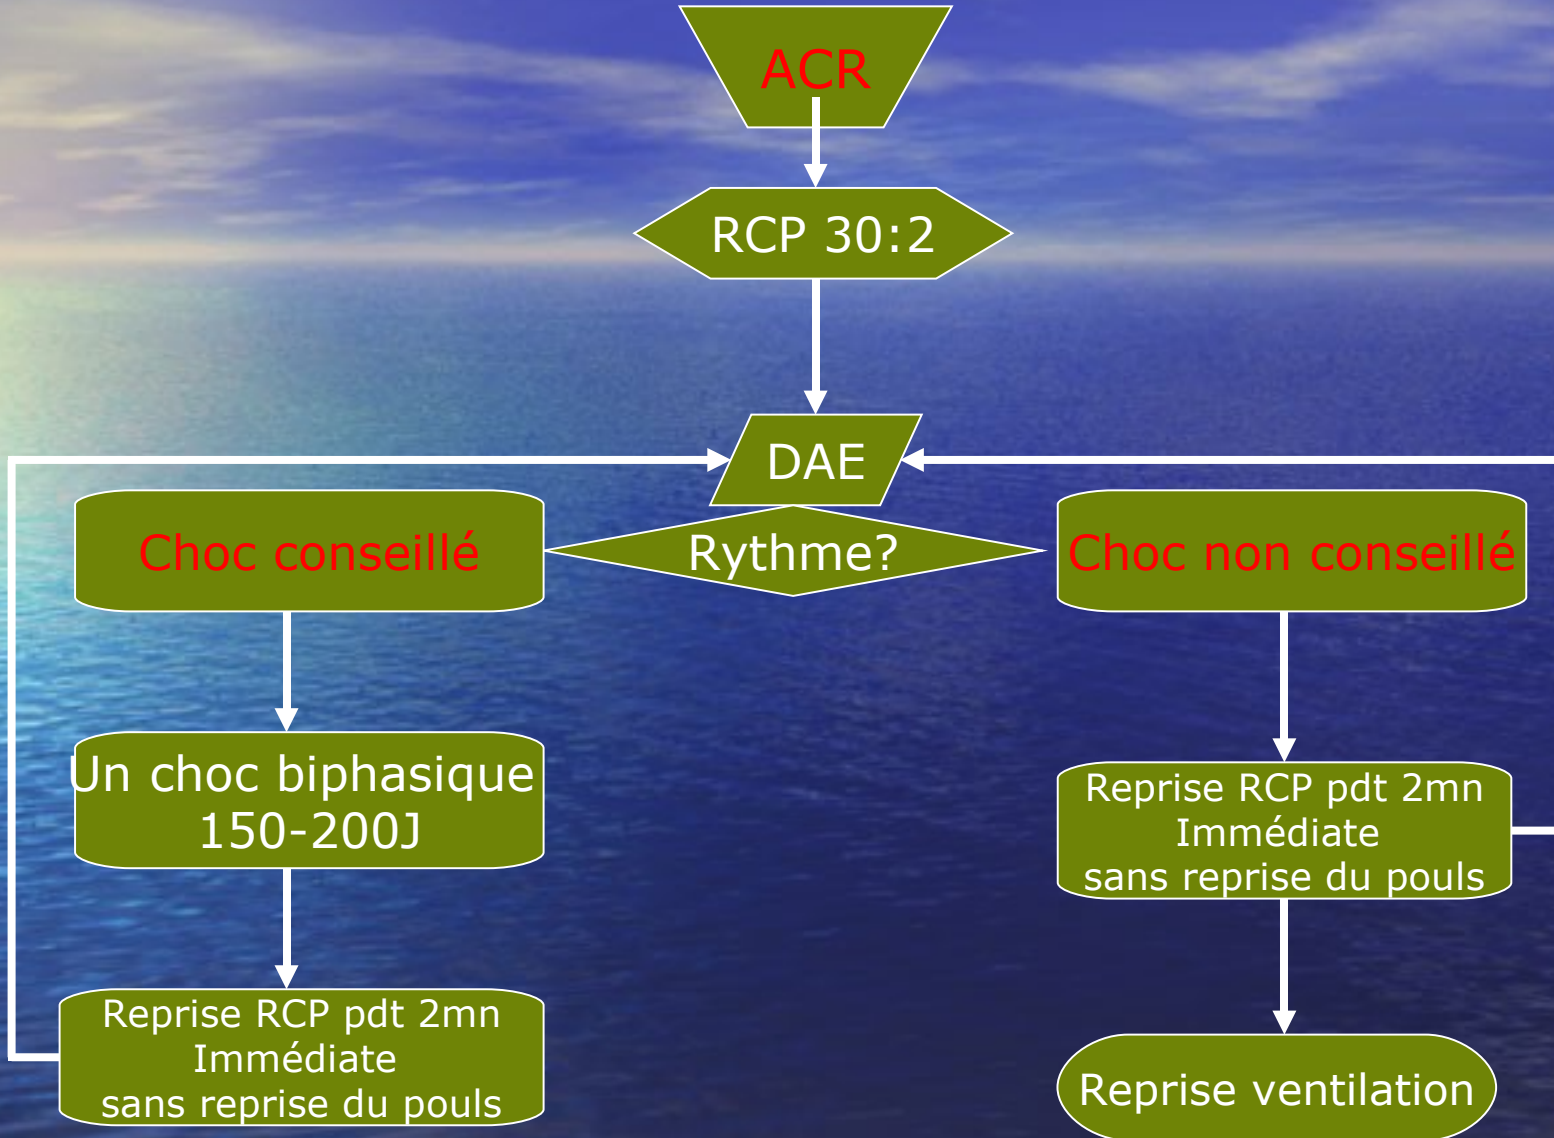 ACR
RCP 30:2
DAE
Rythme?
Choc conseillé
Choc non conseillé
Un choc biphasique
150-200J
Reprise RCP pdt 2mn
Immédiate
sans reprise du pouls
Reprise RCP pdt 2mn
Immédiate
sans reprise du pouls
Reprise ventilation